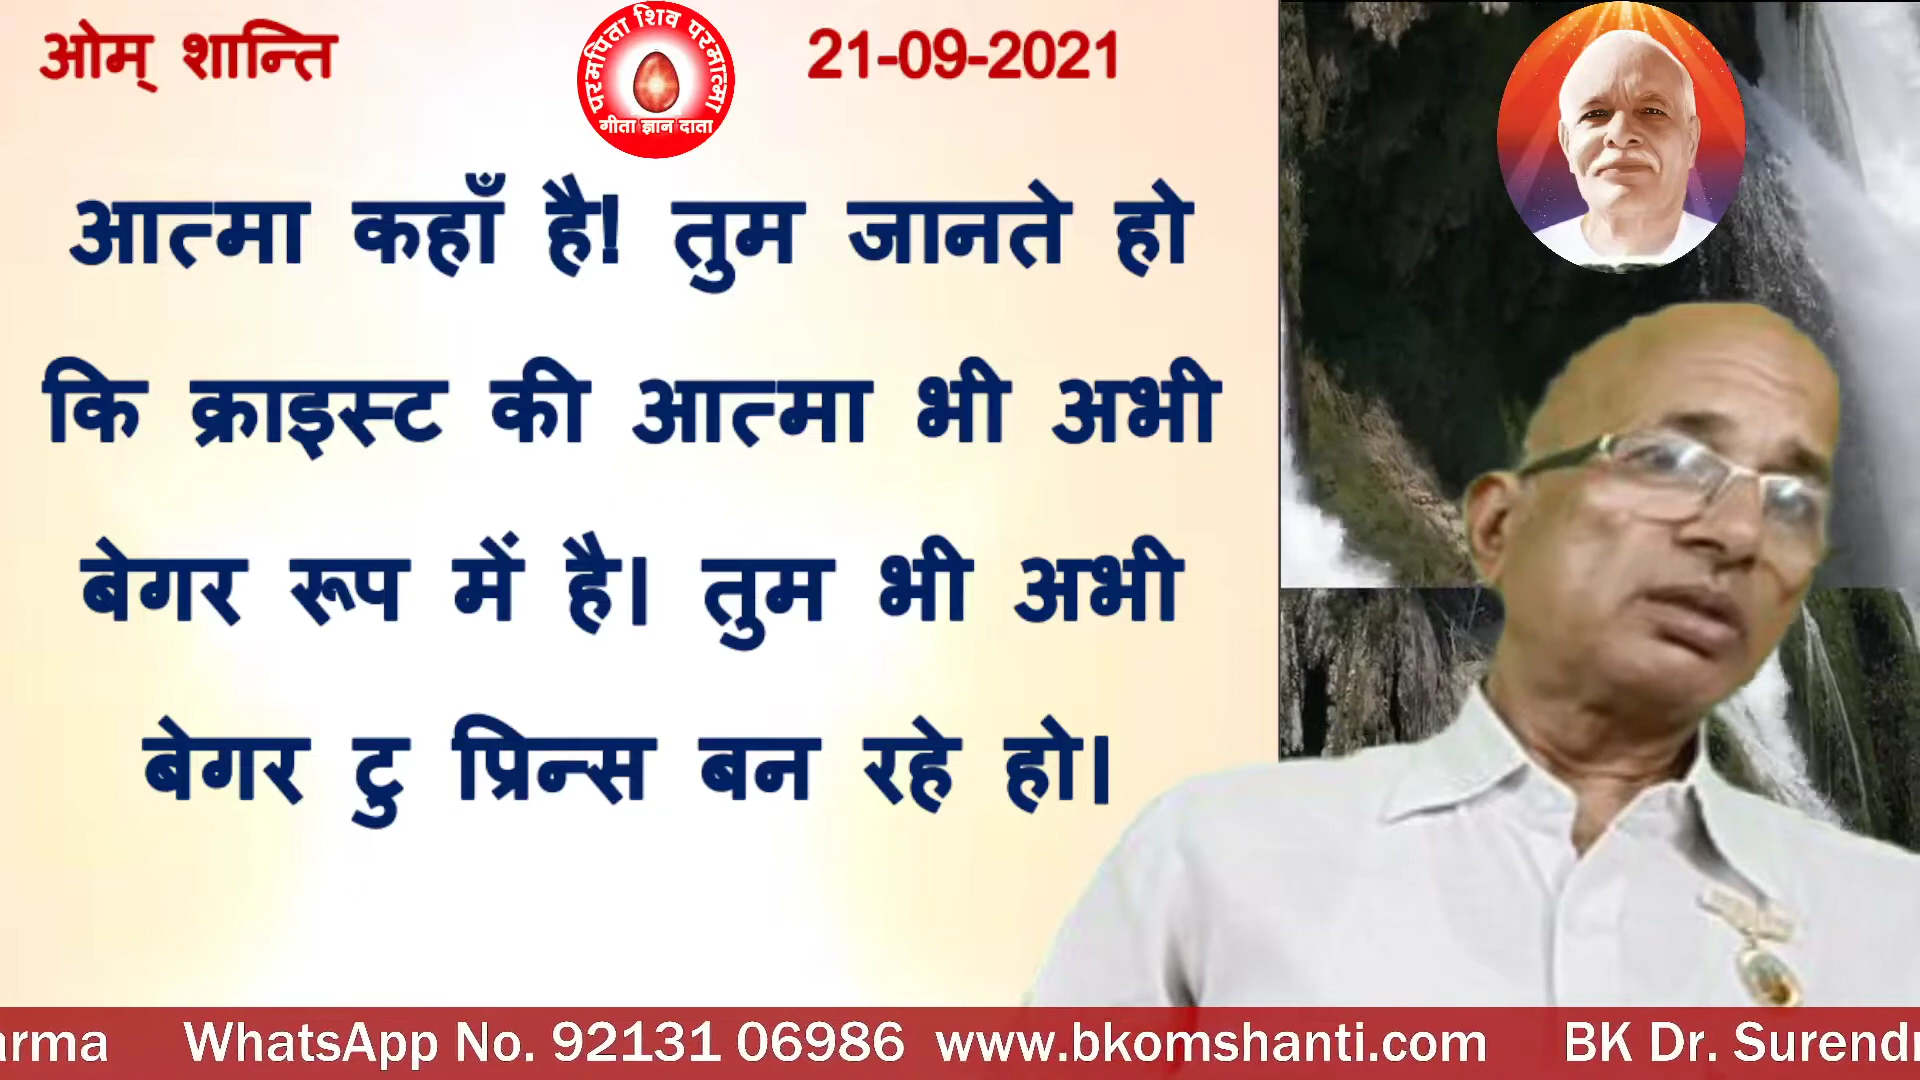 ओम् शान्ति
परमपिता शिव परमात्मा
गीता ज्ञान दाता
21-09-2021
आत्मा कहाँ है! तुम जानते हो
कि क्राइस्ट की आत्मा भी अभी
बेगर रूप में है। तुम भी अभी
बेगर टु प्रिन्स बन रहे हो।
arma WhatsApp No. 92131 06986 www.bkomshanti.com BK Dr. Surend